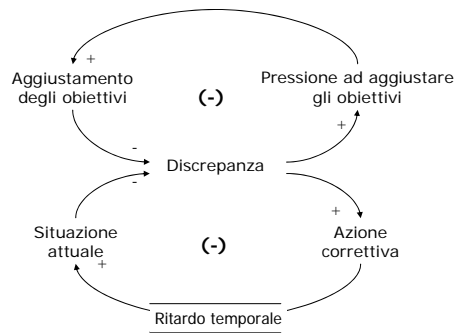 +
Aggiustamento
degli obiettivi
(-)
Pressione ad aggiustare
gli obiettivi
+
-
Discrepanza
-
+
Situazione
attuale
(-)
Azione
correttiva
+
Ritardo temporale